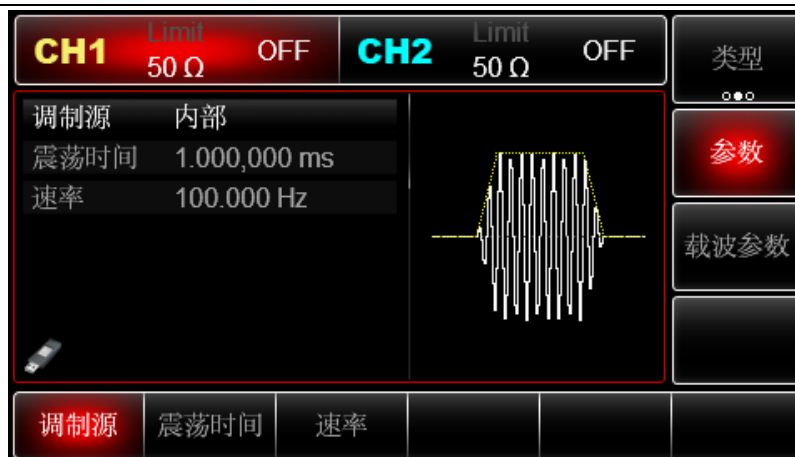 CH1 Limit 50 Ω OFF CH2 Limit 50 Ω OFF
类型
调制源 内部
震荡时间 1.000,000 ms
速率 100.000 Hz
参数
载波参数
调制源 震荡时间 速率